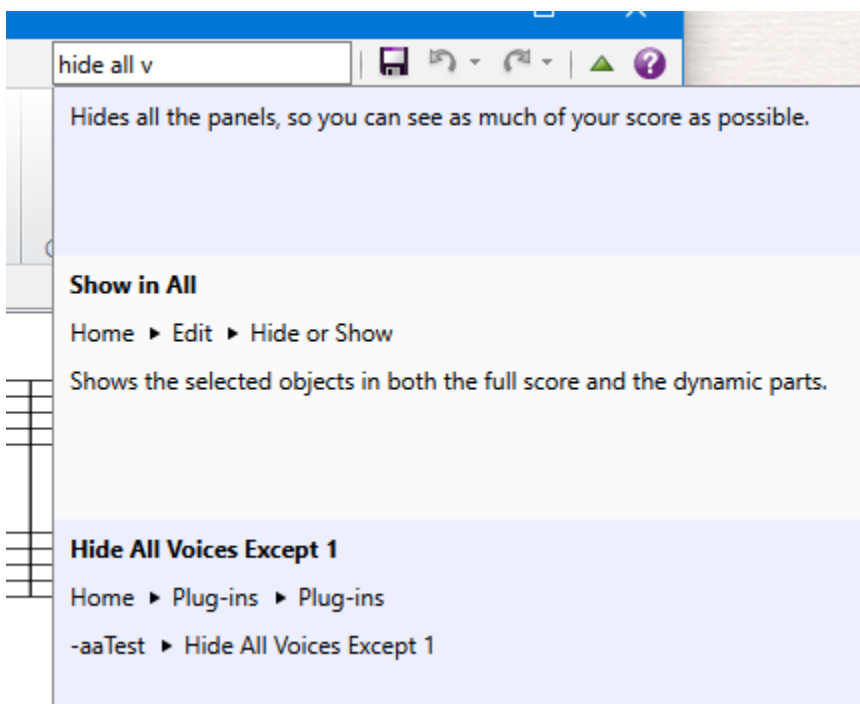 hide all v
Hides all the panels, so you can see as much of your score as possible.
Show in All
Home ▸ Edit ▸ Hide or Show
Shows the selected objects in both the full score and the dynamic parts.
Hide All Voices Except 1
Home ▸ Plug-ins ▸ Plug-ins
-aaTest ▸ Hide All Voices Except 1